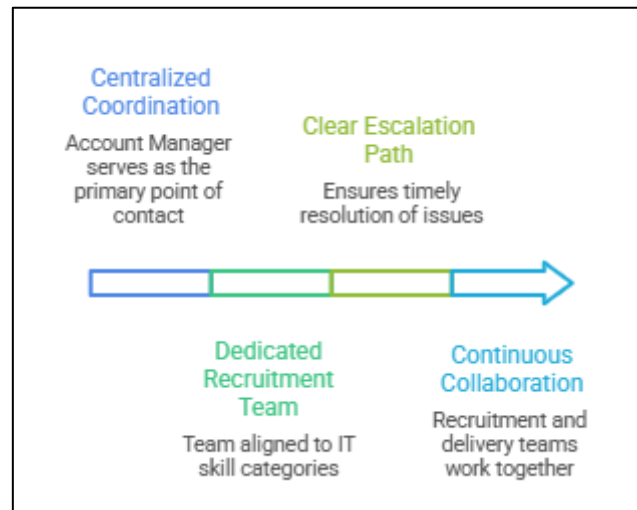 Centralized
Coordination
Account Manager
serves as the
primary point of
contact
Clear Escalation
Path
Ensures timely
resolution of issues
Dedicated
Recruitment
Team
Team aligned to IT
skill categories
Continuous
Collaboration
Recruitment and
delivery teams
work together